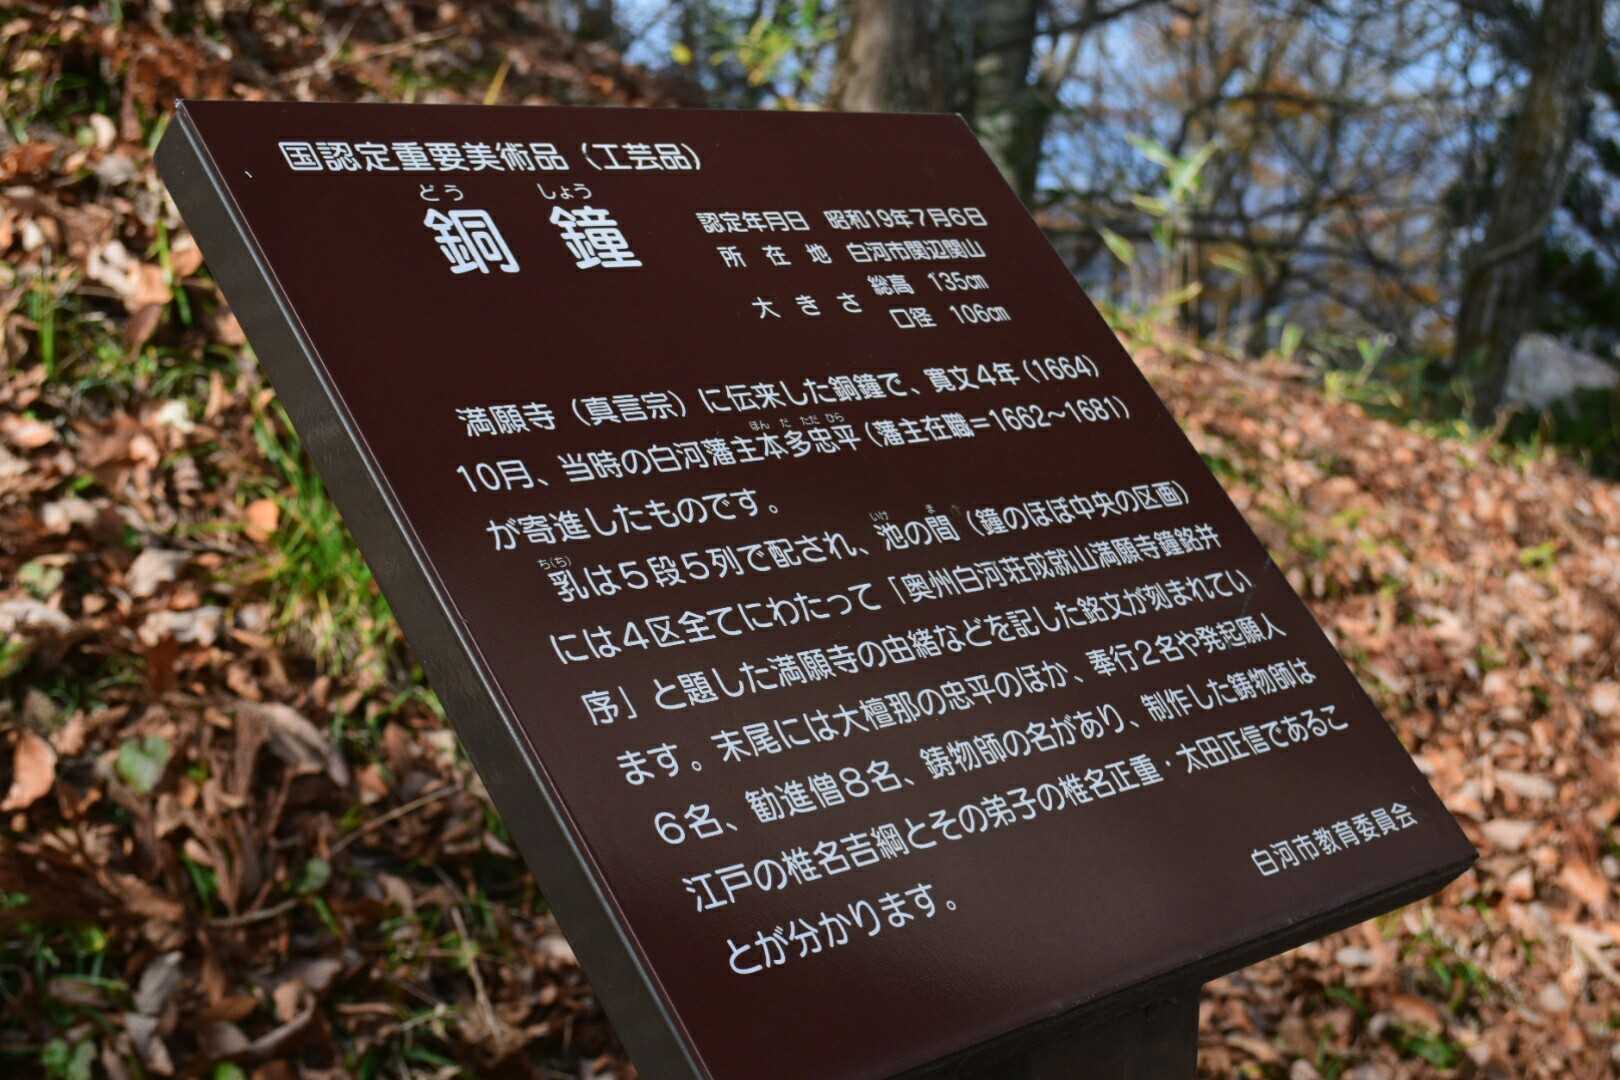 国認定重要美術品（工芸品）
どう しょう
銅 鐘
認定年月日 昭和19年7月6日
所在地 白河市関辺関山
大きさ 総高 135cm
口径 106cm
満願寺（真言宗）に伝来した銅鐘で、寛文4年（1664）
ほん だ ただ ひら
10月、当時の白河藩主本多忠平（藩主在職＝1662〜1681）
が寄進したものです。
ち(ち) いけ ま
乳は5段5列で配され、池の間（鐘のほぼ中央の区画）
には4区全てにわたって「奥州白河荘成就山満願寺鐘銘并
序」と題した満願寺の由緒などを記した銘文が刻まれてい
ます。末尾には大檀那の忠平のほか、奉行2名や発起願人
6名、勧進僧8名、鋳物師の名があり、制作した鋳物師は
江戸の椎名吉綱とその弟子の椎名正重・太田正信であるこ
とが分かります。
白河市教育委員会